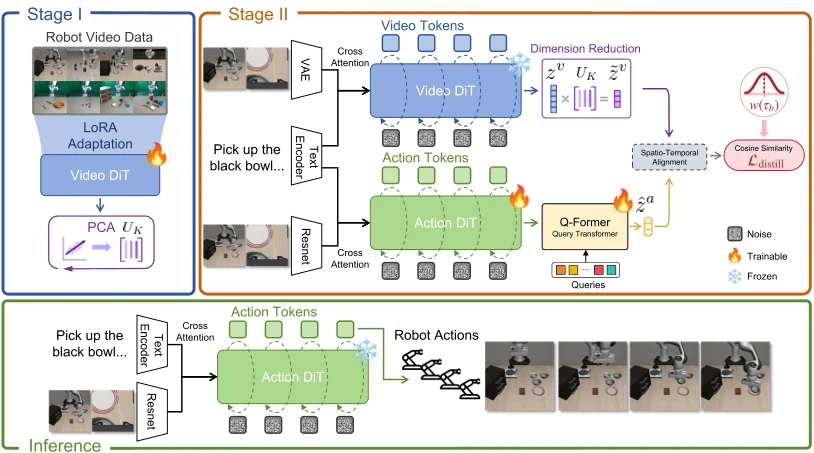 Stage I
Robot Video Data
LoRA
Adaptation
Video DiT
PCA U_K
Stage II
Video Tokens
VAE
Cross
Attention
Video DiT
Dimension Reduction
z^v U_K z̃^v
× =
w(τ_b)
Pick up the
black bowl...
Text
Encoder
Action Tokens
Action DiT
Resnet
Cross
Attention
Q-Former
Query Transformer
ẑ^a
...
Queries
Spatio-Temporal
Alignment
Cosine Similarity
ℒ_distill
Noise
Trainable
Frozen
Inference
Pick up the
black bowl...
Text
Encoder
Resnet
Cross
Attention
Action Tokens
Action DiT
Robot Actions